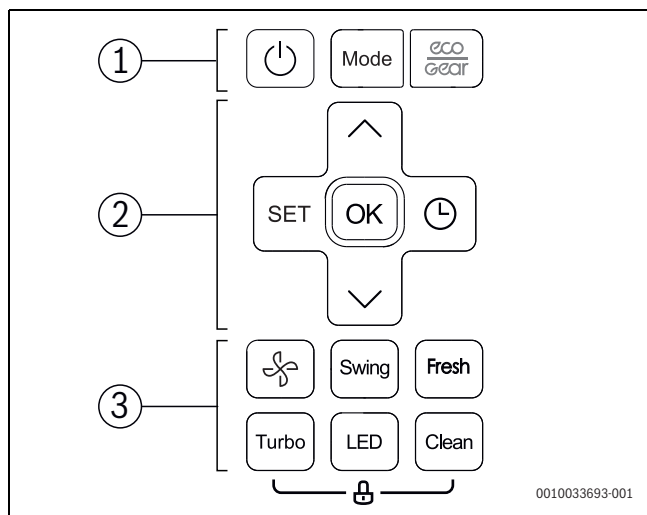 1
Mode
eco
Gear
2
SET
OK
3
Swing
Fresh
Turbo
LED
Clean
0010033693-001